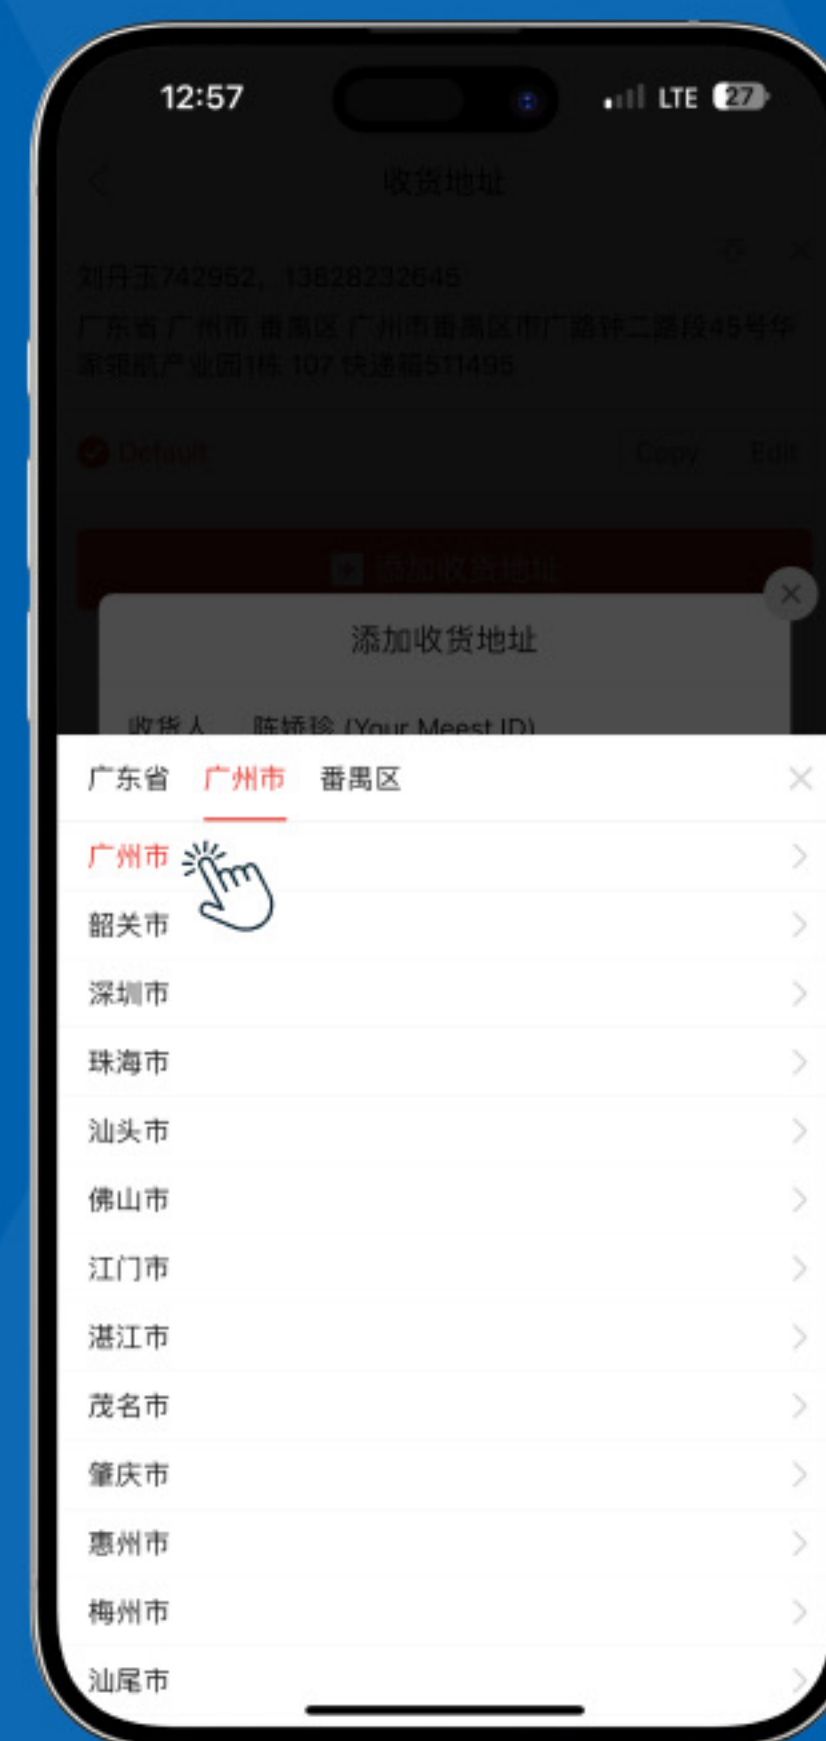 12:57 LTE 27
收货地址
刘丹玉742952, 13828232645
广东省 广州市 番禺区 广州市番禺区市广路钟二路段45号华
家领航产业园1栋 107 快递箱511495
Default Copy Edit
添加收货地址
添加收货地址
收货人 陈娇珍 (Your Meest ID)
广东省 广州市 番禺区
广州市
韶关市
深圳市
珠海市
汕头市
佛山市
江门市
湛江市
茂名市
肇庆市
惠州市
梅州市
汕尾市